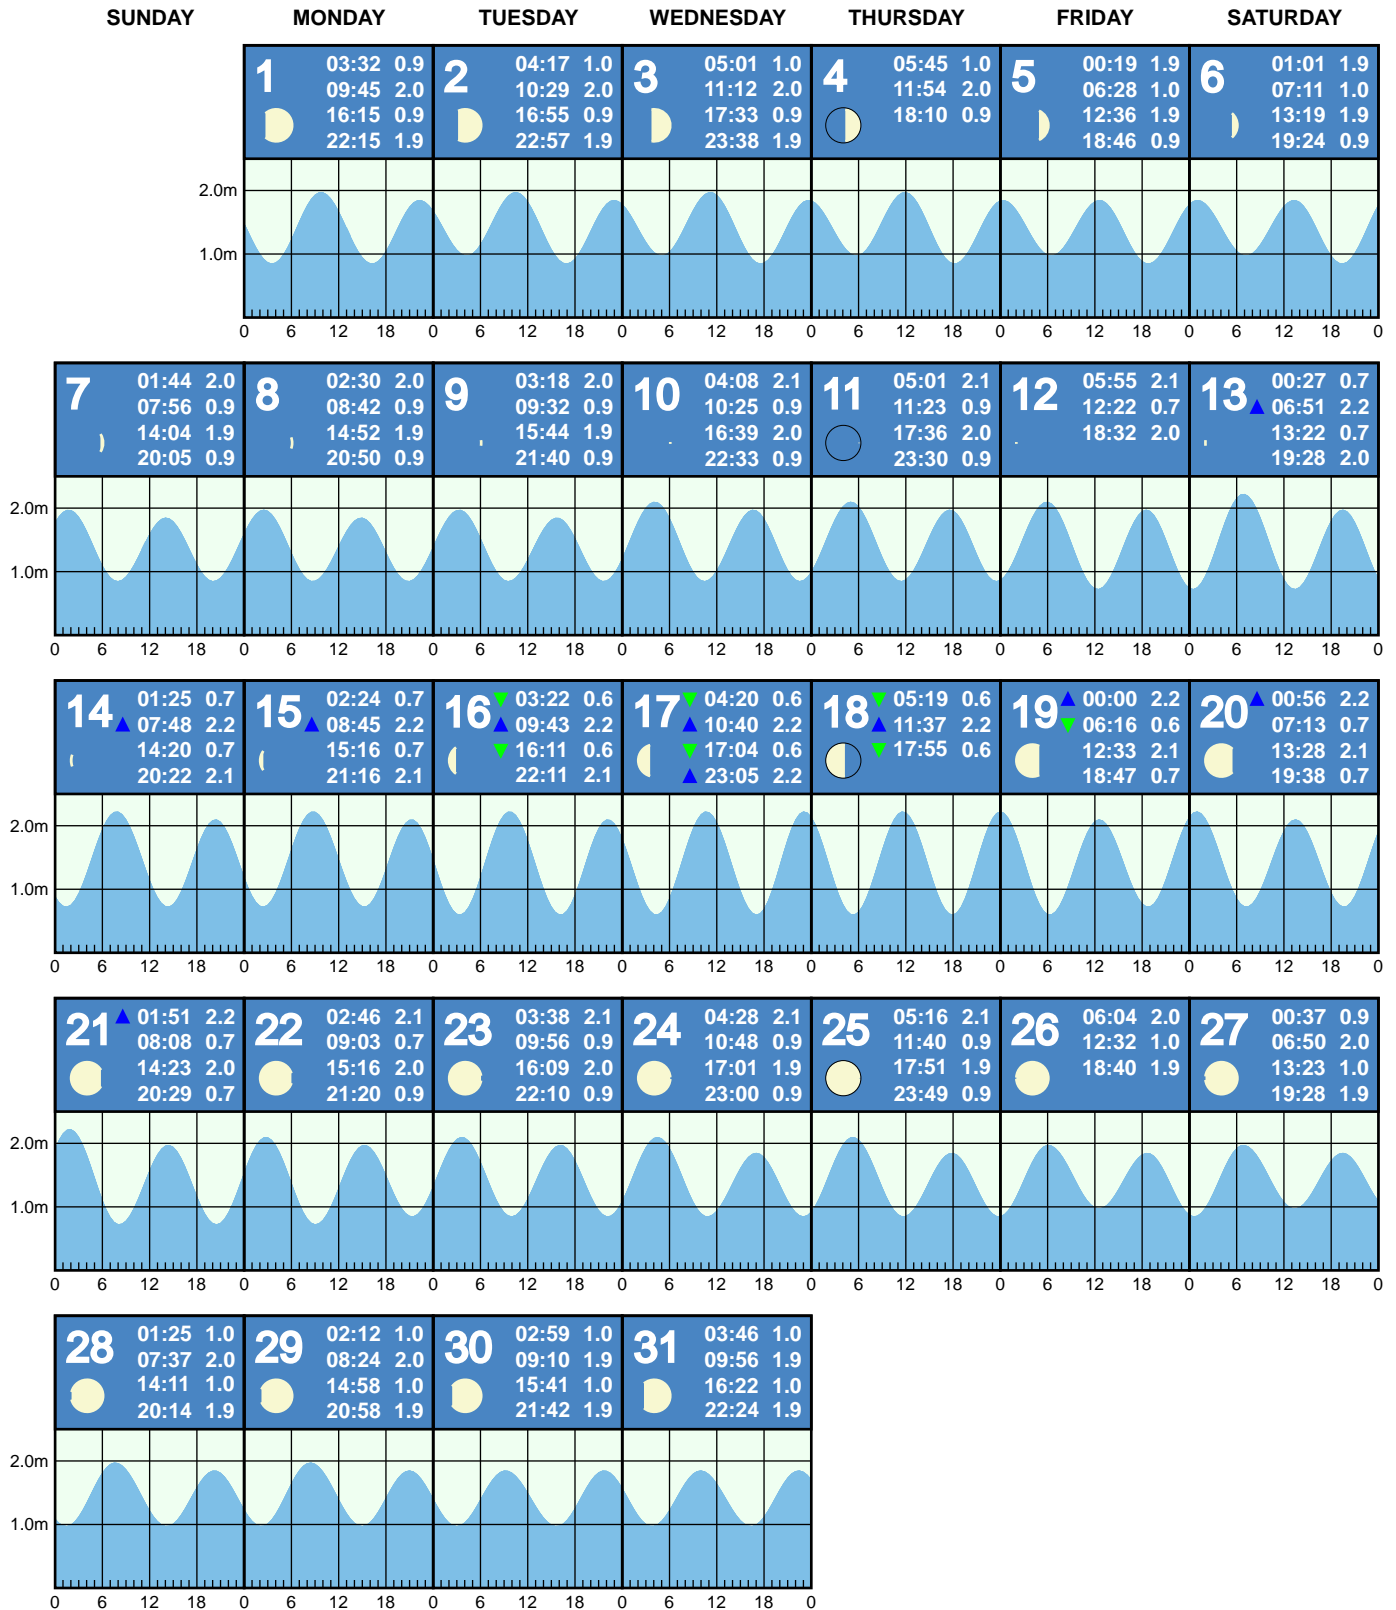 SUNDAY MONDAY TUESDAY WEDNESDAY THURSDAY FRIDAY SATURDAY
1 03:32 0.9
09:45 2.0
16:15 0.9
22:15 1.9
2 04:17 1.0
10:29 2.0
16:55 0.9
22:57 1.9
3 05:01 1.0
11:12 2.0
17:33 0.9
23:38 1.9
4 05:45 1.0
11:54 2.0
18:10 0.9
5 00:19 1.9
06:28 1.0
12:36 1.9
18:46 0.9
6 01:01 1.9
07:11 1.0
13:19 1.9
19:24 0.9
2.0m
1.0m
0 6 12 18 0 6 12 18 0 6 12 18 0 6 12 18 0 6 12 18 0 6 12 18 0
7 01:44 2.0
07:56 0.9
14:04 1.9
20:05 0.9
8 02:30 2.0
08:42 0.9
14:52 1.9
20:50 0.9
9 03:18 2.0
09:32 0.9
15:44 1.9
21:40 0.9
10 04:08 2.1
10:25 0.9
16:39 2.0
22:33 0.9
11 05:01 2.1
11:23 0.9
17:36 2.0
23:30 0.9
12 05:55 2.1
12:22 0.7
18:32 2.0
13 00:27 0.7
06:51 2.2
13:22 0.7
19:28 2.0
2.0m
1.0m
0 6 12 18 0 6 12 18 0 6 12 18 0 6 12 18 0 6 12 18 0 6 12 18 0 6 12 18 0
14 01:25 0.7
07:48 2.2
14:20 0.7
20:22 2.1
15 02:24 0.7
08:45 2.2
15:16 0.7
21:16 2.1
16 03:22 0.6
09:43 2.2
16:11 0.6
22:11 2.1
17 04:20 0.6
10:40 2.2
17:04 0.6
23:05 2.2
18 05:19 0.6
11:37 2.2
17:55 0.6
19 00:00 2.2
06:16 0.6
12:33 2.1
18:47 0.7
20 00:56 2.2
07:13 0.7
13:28 2.1
19:38 0.7
2.0m
1.0m
0 6 12 18 0 6 12 18 0 6 12 18 0 6 12 18 0 6 12 18 0 6 12 18 0 6 12 18 0
21 01:51 2.2
08:08 0.7
14:23 2.0
20:29 0.7
22 02:46 2.1
09:03 0.7
15:16 2.0
21:20 0.9
23 03:38 2.1
09:56 0.9
16:09 2.0
22:10 0.9
24 04:28 2.1
10:48 0.9
17:01 1.9
23:00 0.9
25 05:16 2.1
11:40 0.9
17:51 1.9
23:49 0.9
26 06:04 2.0
12:32 1.0
18:40 1.9
27 00:37 0.9
06:50 2.0
13:23 1.0
19:28 1.9
2.0m
1.0m
0 6 12 18 0 6 12 18 0 6 12 18 0 6 12 18 0 6 12 18 0 6 12 18 0 6 12 18 0
28 01:25 1.0
07:37 2.0
14:11 1.0
20:14 1.9
29 02:12 1.0
08:24 2.0
14:58 1.0
20:58 1.9
30 02:59 1.0
09:10 1.9
15:41 1.0
21:42 1.9
31 03:46 1.0
09:56 1.9
16:22 1.0
22:24 1.9
2.0m
1.0m
0 6 12 18 0 6 12 18 0 6 12 18 0 6 12 18 0